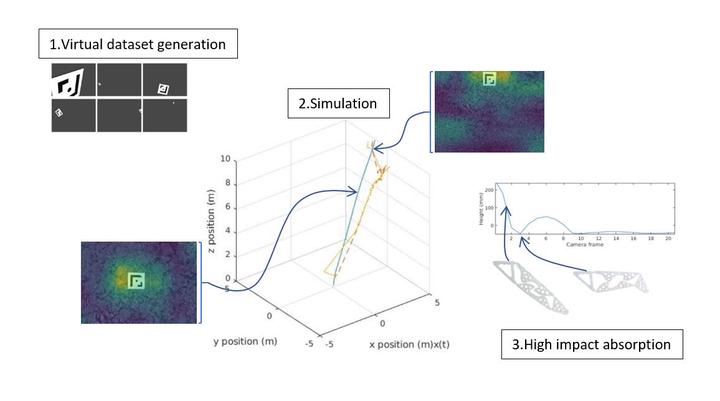 1.Virtual dataset generation
2.Simulation
10
8
6
4
2
0
z position (m)
5
0
-5
y position (m)
-5
0
5
x position (m)x(t)
200
100
0
Height (mm)
2 4 6 8 10 12 14 16 18 20
Camera frame
3.High impact absorption